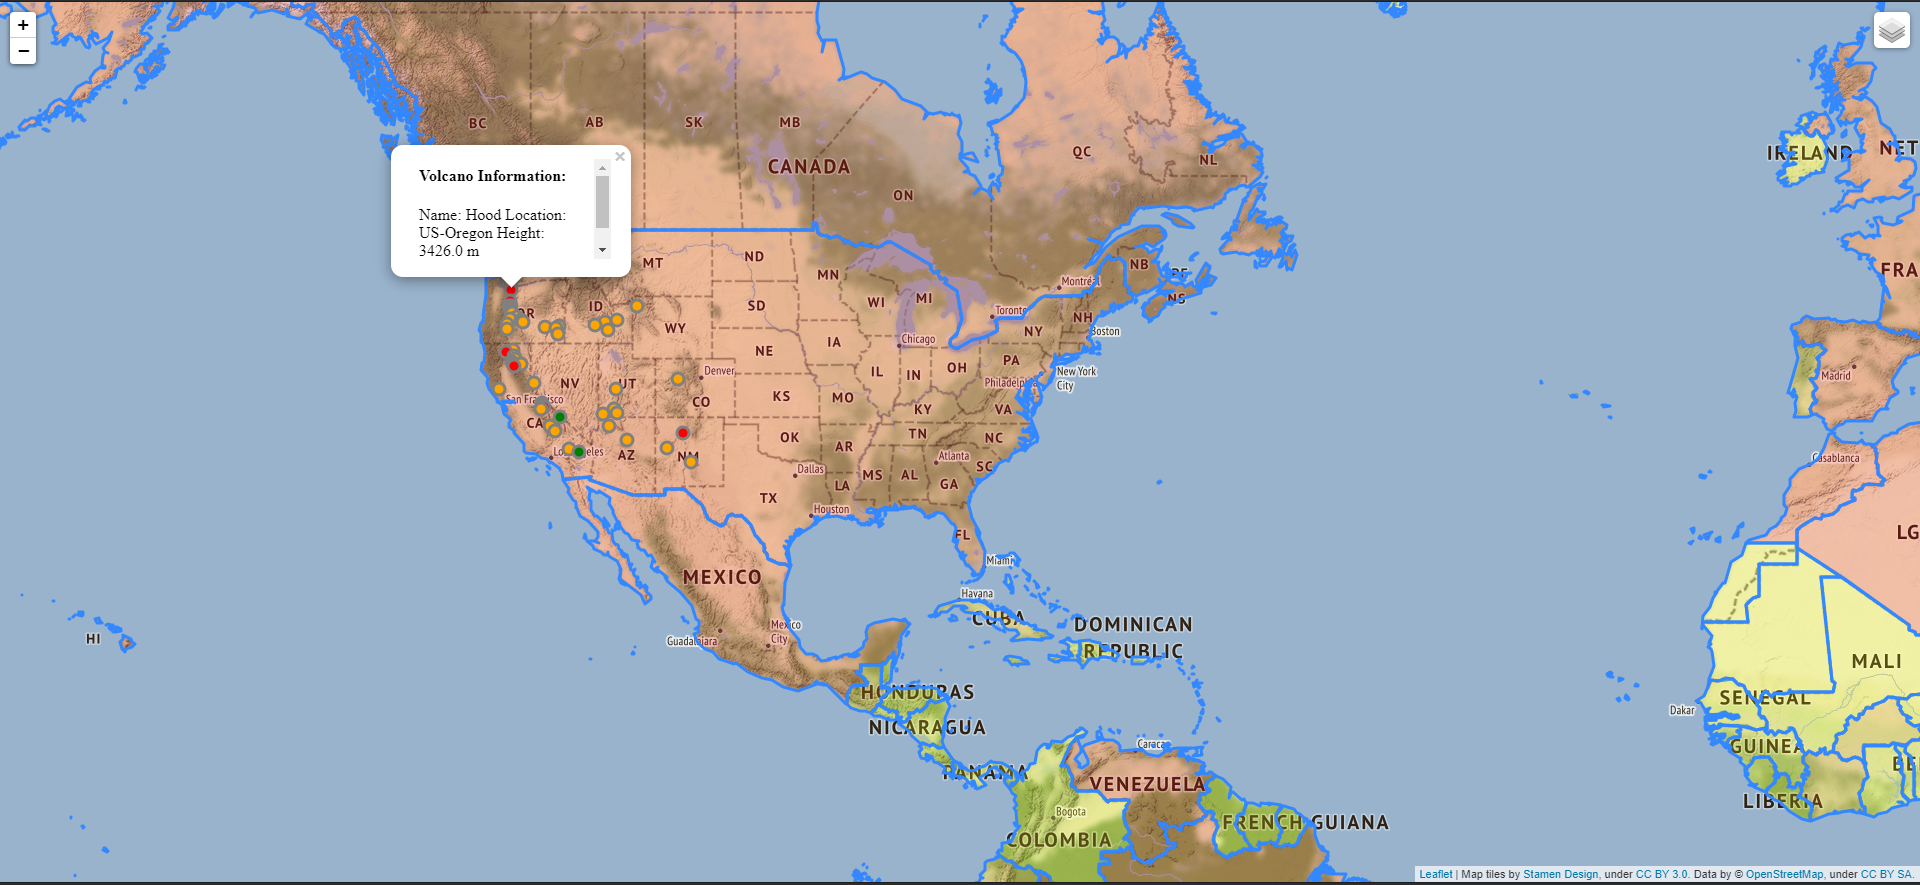 +
−
BC
AB
SK
MB
CANADA
ON
QC
NL
IRELAND
NET
×
Volcano Information:
Name: Hood Location:
US-Oregon Height:
3426.0 m
MT
ND
MN
NB
Montréal
NS
FRA
OR
ID
SD
WI
MI
Toronto
NH
WY
NY
Boston
IA
Chicago
NE
PA
NV
UT
Denver
IL
IN
OH
New York
City
Philadelphia
Madrid
San Francisco
CO
KS
MO
KY
VA
CA
OK
TN
NC
AR
Los Angeles
AZ
NM
Atlanta
Casablanca
Dallas
MS
AL
SC
LA
GA
TX
Houston
FL
LG
Miami
MEXICO
Havana
CUBA
DOMINICAN
REPUBLIC
HI
Guadalajara
Mexico
City
MALI
HONDURAS
SENEGAL
Dakar
NICARAGUA
Caracas
GUINEA
PANAMA
BE
VENEZUELA
LIBERIA
Bogota
FRENCH GUIANA
COLOMBIA
Leaflet | Map tiles by Stamen Design, under CC BY 3.0. Data by © OpenStreetMap, under CC BY SA.